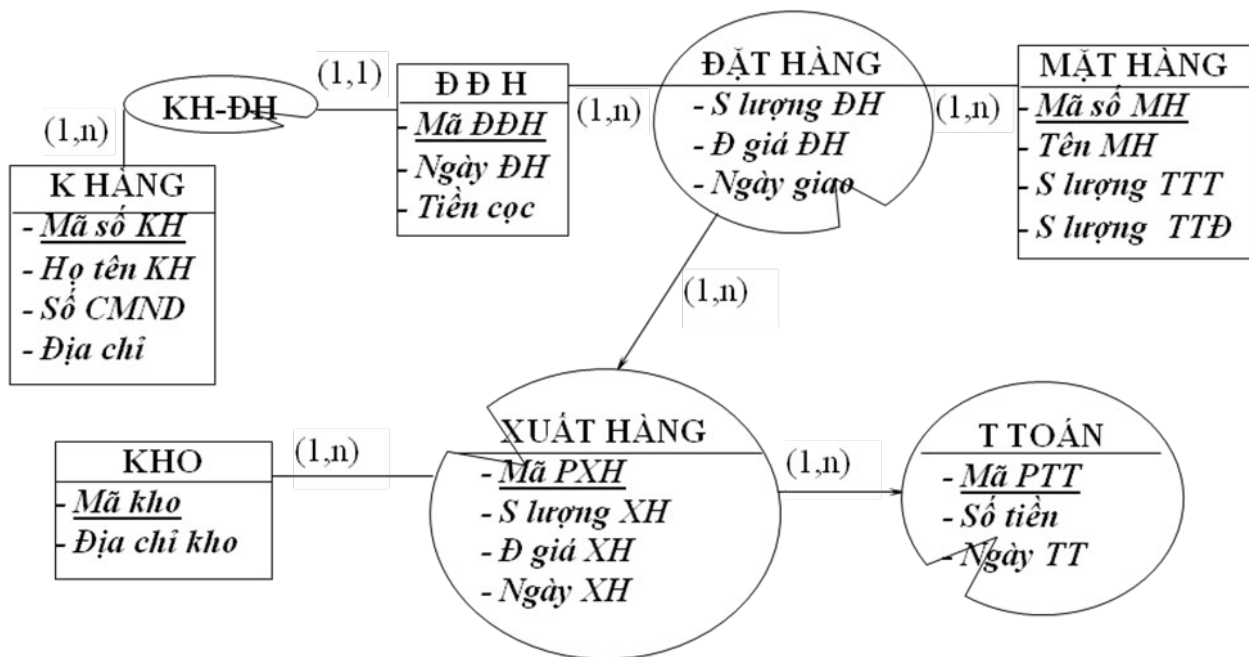 KH-ĐH
(1,n)
(1,1)
K HÀNG
- Mã số KH
- Họ tên KH
- Số CMND
- Địa chỉ
Đ Đ H
- Mã ĐĐH
- Ngày ĐH
- Tiền cọc
(1,n)
ĐẶT HÀNG
- S lượng ĐH
- Đ giá ĐH
- Ngày giao
(1,n)
MẶT HÀNG
- Mã số MH
- Tên MH
- S lượng TTT
- S lượng TTĐ
(1,n)
KHO
- Mã kho
- Địa chỉ kho
(1,n)
XUẤT HÀNG
- Mã PXH
- S lượng XH
- Đ giá XH
- Ngày XH
(1,n)
T TOÁN
- Mã PTT
- Số tiền
- Ngày TT